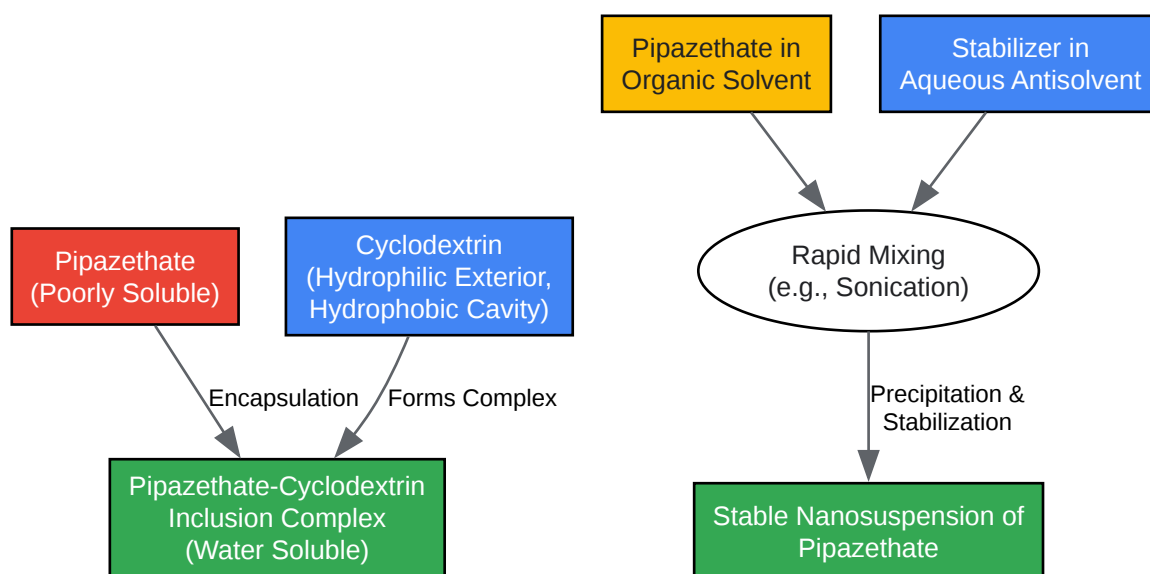 Pipazethate
(Poorly Soluble)
Cyclodextrin
(Hydrophilic Exterior,
Hydrophobic Cavity)
Encapsulation
Forms Complex
Pipazethate-Cyclodextrin
Inclusion Complex
(Water Soluble)
Pipazethate in
Organic Solvent
Stabilizer in
Aqueous Antisolvent
Rapid Mixing
(e.g., Sonication)
Precipitation &
Stabilization
Stable Nanosuspension of
Pipazethate